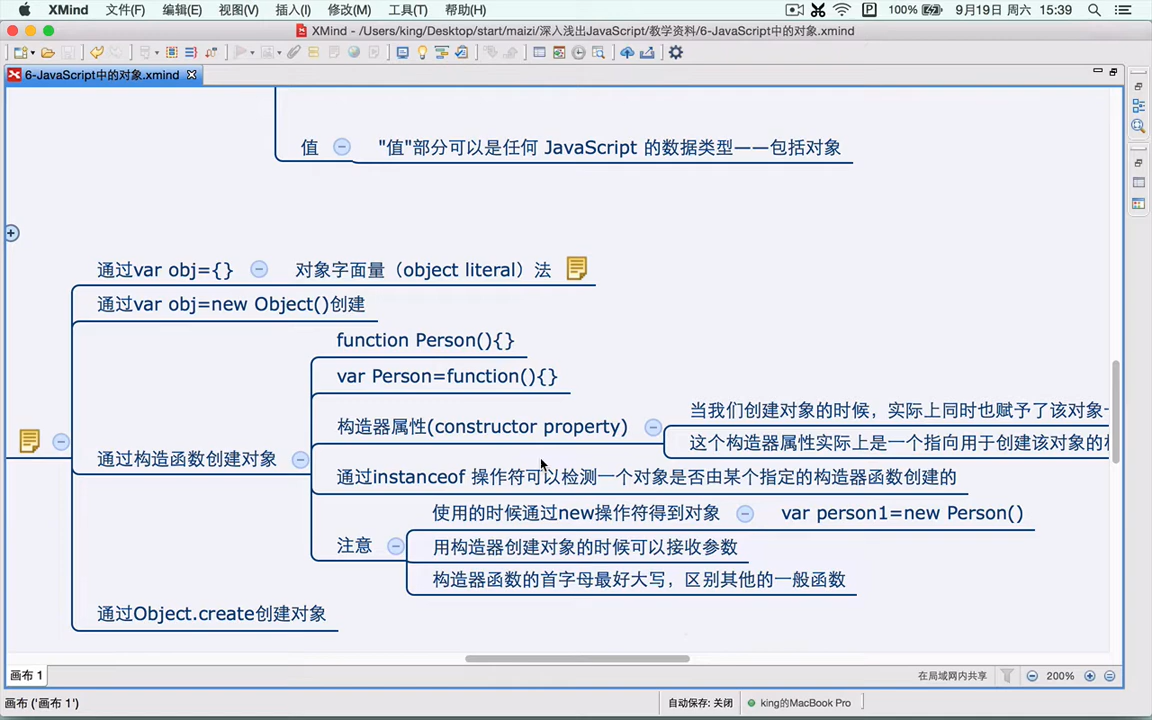 XMind 文件(F) 编辑(E) 视图(V) 插入(I) 修改(M) 工具(T) 帮助(H) 100% 9月19日 周六 15:39
XMind - /Users/king/Desktop/start/maizi/深入浅出JavaScript/教学资料/6-JavaScript中的对象.xmind
6-JavaScript中的对象.xmind
值 "值"部分可以是任何 JavaScript 的数据类型——包括对象
通过var obj={} 对象字面量（object literal）法
通过var obj=new Object()创建
function Person(){}
var Person=function(){}
当我们创建对象的时候，实际上同时也赋予了该对象一
构造器属性(constructor property)
这个构造器属性实际上是一个指向用于创建该对象的构
通过构造函数创建对象
通过instanceof 操作符可以检测一个对象是否由某个指定的构造器函数创建的
使用的时候通过new操作符得到对象 var person1=new Person()
注意
用构造器创建对象的时候可以接收参数
构造器函数的首字母最好大写，区别其他的一般函数
通过Object.create创建对象
画布 1
在局域网内共享 200%
画布 ('画布 1') 自动保存: 关闭 king的MacBook Pro